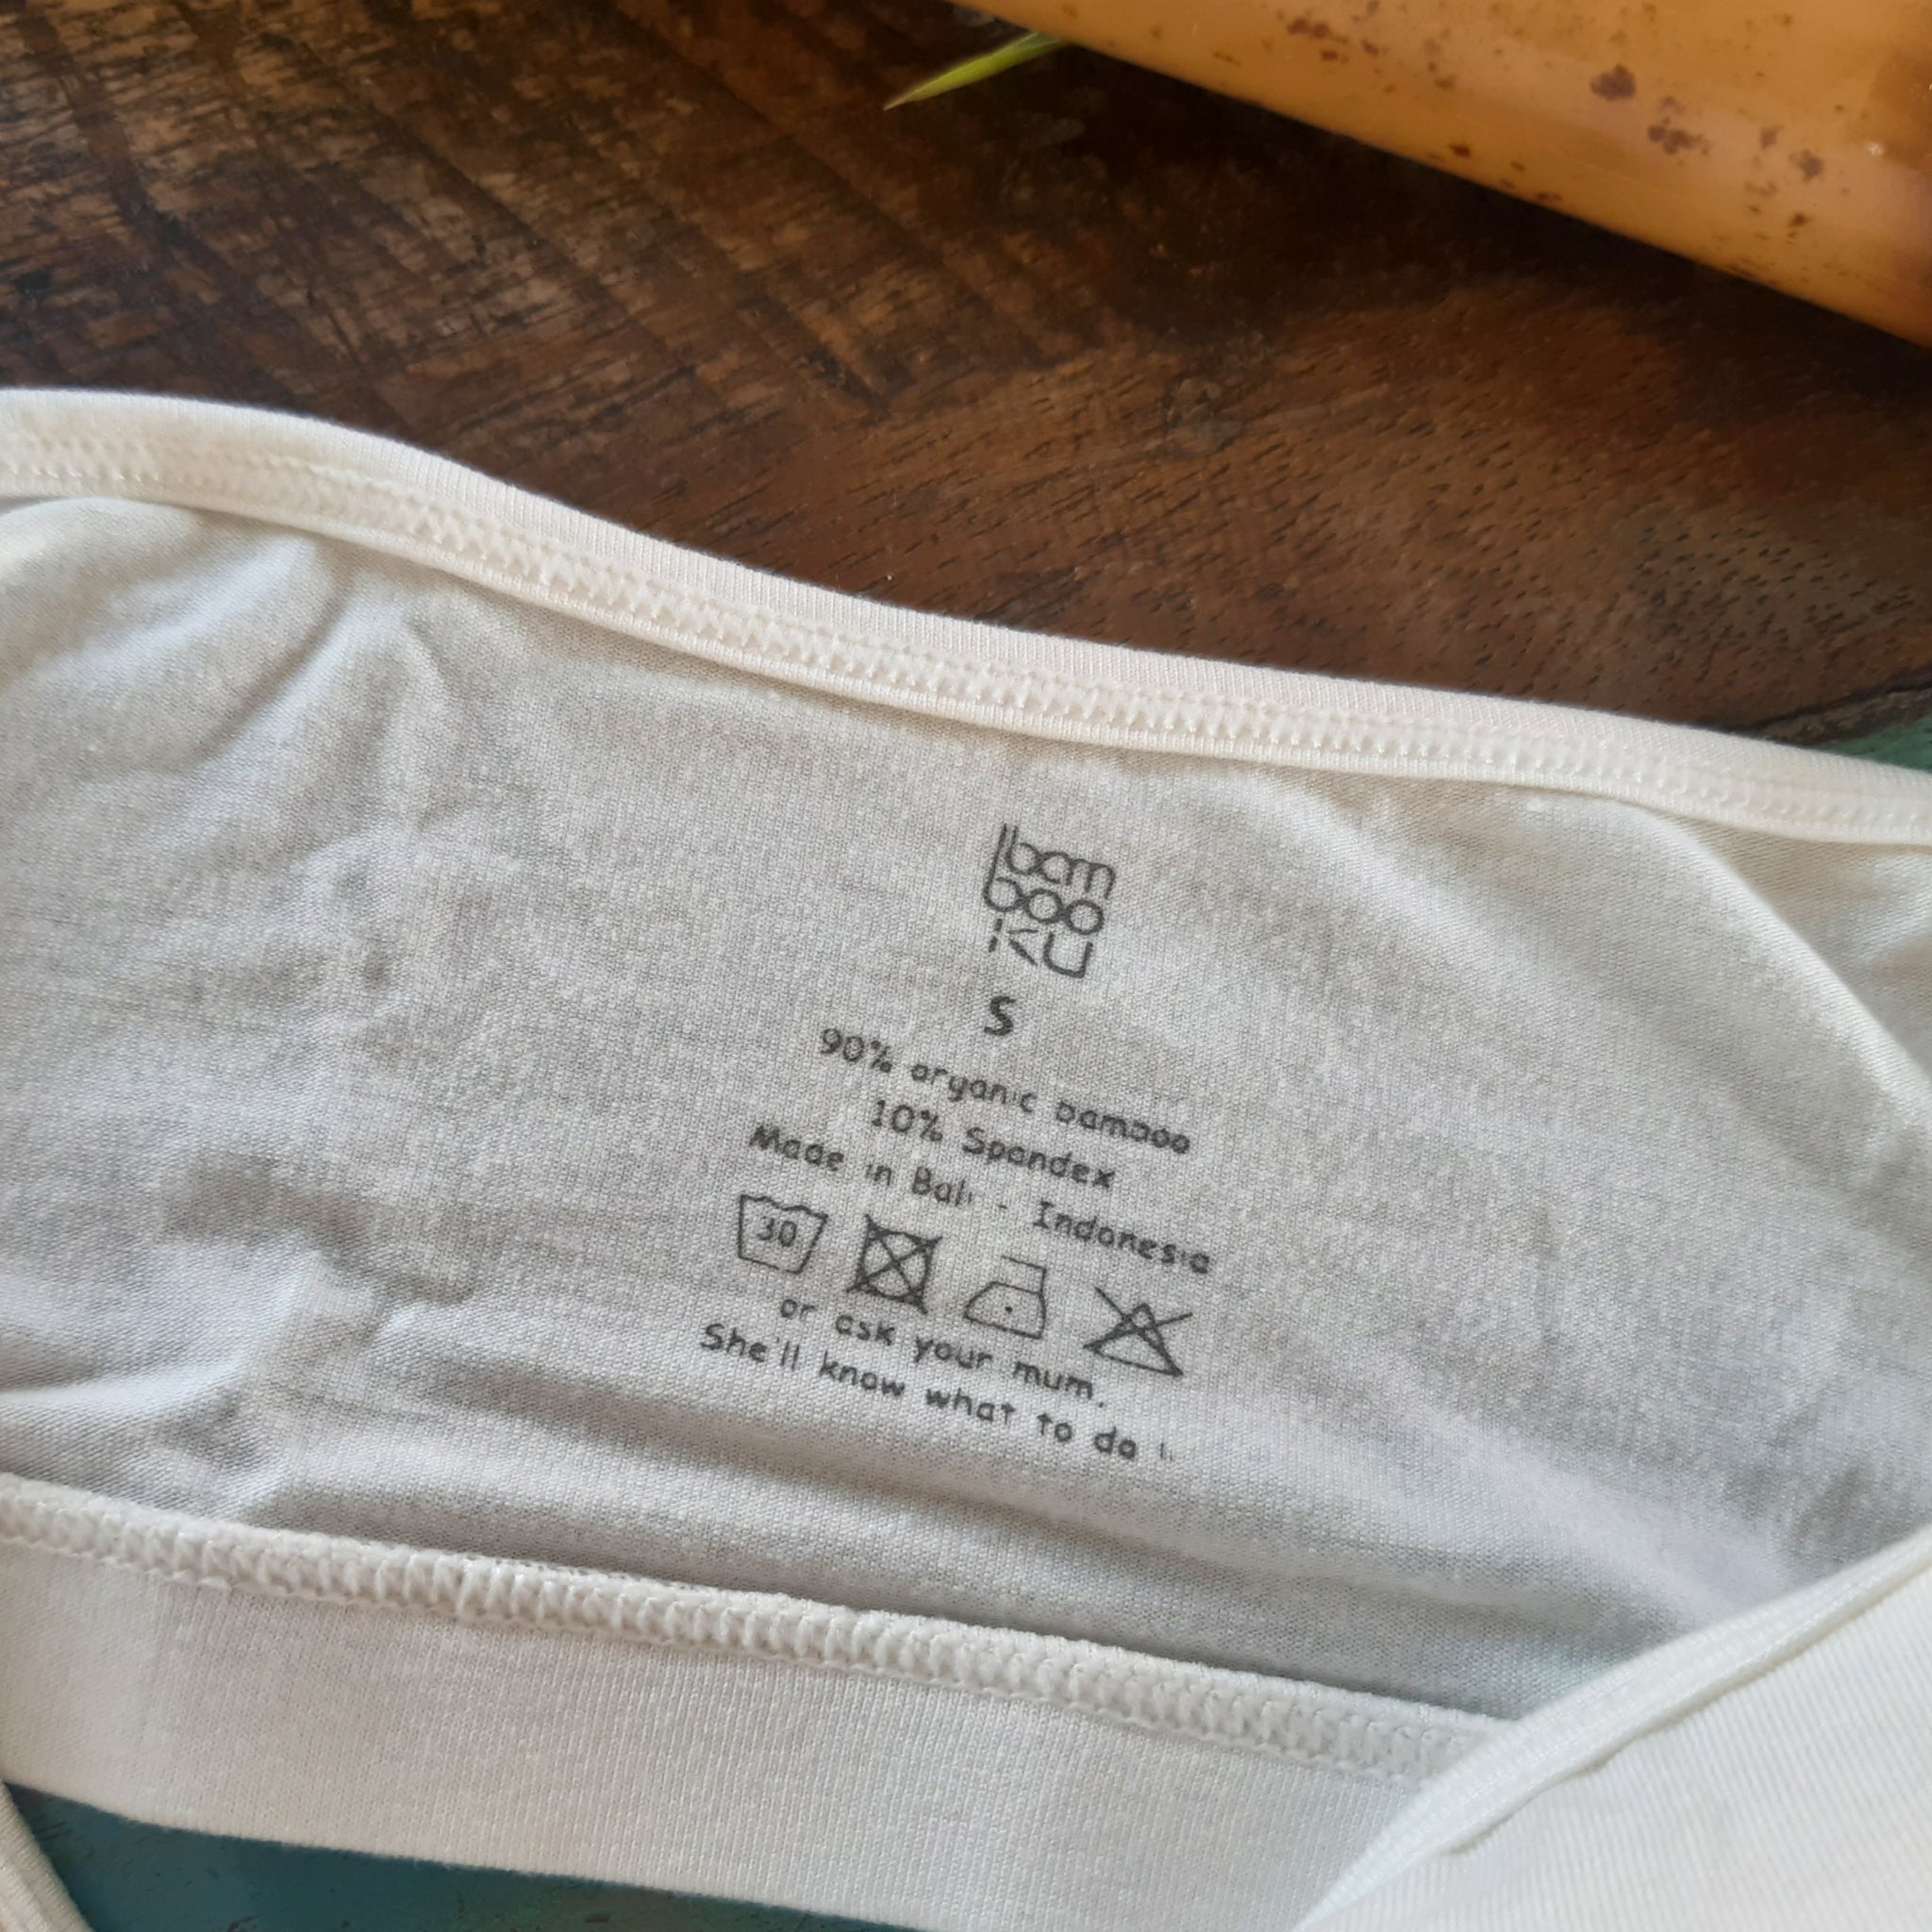 bam
boo
ku
S
90% organic bamboo
10% Spandex
Made in Bali - Indonesia
30
or ask your mum.
She'll know what to do